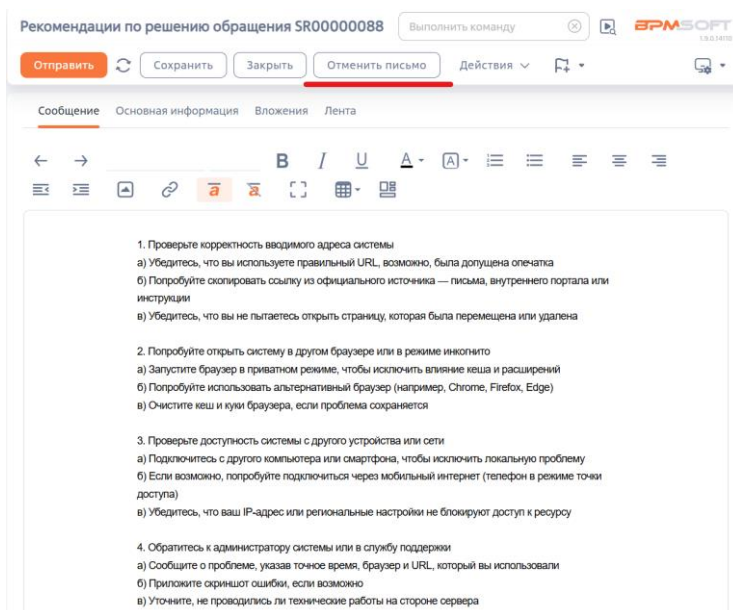 Рекомендации по решению обращения SR00000088 Выполнить команду BPMSOFT
1.9.0.14110
Отправить Сохранить Закрыть Отменить письмо Действия
Сообщение Основная информация Вложения Лента
B I U A A
a a
1. Проверьте корректность вводимого адреса системы
а) Убедитесь, что вы используете правильный URL, возможно, была допущена опечатка
б) Попробуйте скопировать ссылку из официального источника — письма, внутреннего портала или
инструкции
в) Убедитесь, что вы не пытаетесь открыть страницу, которая была перемещена или удалена
2. Попробуйте открыть систему в другом браузере или в режиме инкогнито
а) Запустите браузер в приватном режиме, чтобы исключить влияние кеша и расширений
б) Попробуйте использовать альтернативный браузер (например, Chrome, Firefox, Edge)
в) Очистите кеш и куки браузера, если проблема сохраняется
3. Проверьте доступность системы с другого устройства или сети
а) Подключитесь с другого компьютера или смартфона, чтобы исключить локальную проблему
б) Если возможно, попробуйте подключиться через мобильный интернет (телефон в режиме точки
доступа)
в) Убедитесь, что ваш IP-адрес или региональные настройки не блокируют доступ к ресурсу
4. Обратитесь к администратору системы или в службу поддержки
а) Сообщите о проблеме, указав точное время, браузер и URL, который вы использовали
б) Приложите скриншот ошибки, если возможно
в) Уточните, не проводились ли технические работы на стороне сервера